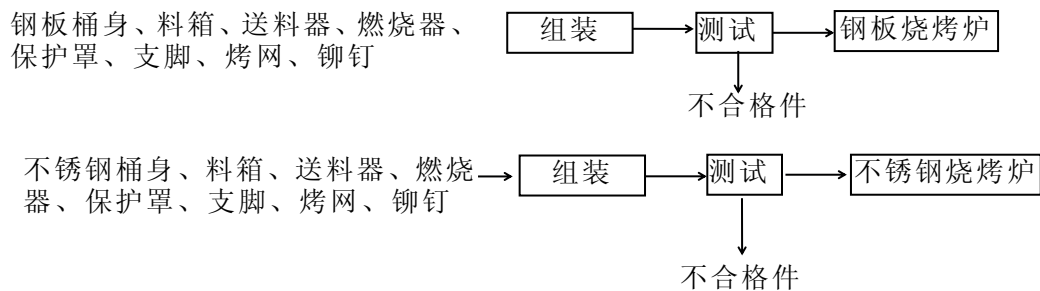 钢板桶身、料箱、送料器、燃烧器、
保护罩、支脚、烤网、铆钉
组装
测试
钢板烧烤炉
不合格件
不锈钢桶身、料箱、送料器、燃烧
器、保护罩、支脚、烤网、铆钉
组装
测试
不锈钢烧烤炉
不合格件